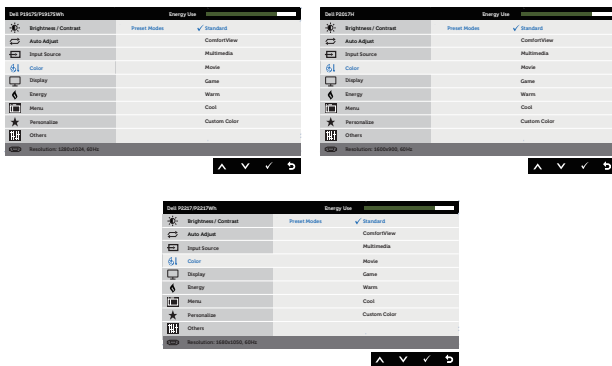 Dell P1917S/P1917SWh Energy Use
Brightness / Contrast Preset Modes ✓ Standard
Auto Adjust ComfortView
Input Source Multimedia
Color Movie
Display Game
Energy Warm
Menu Cool
Personalize Custom Color
Others
Resolution: 1280x1024, 60Hz
Dell P2017H Energy Use
Brightness / Contrast Preset Modes ✓ Standard
Auto Adjust ComfortView
Input Source Multimedia
Color Movie
Display Game
Energy Warm
Menu Cool
Personalize Custom Color
Others
Resolution: 1600x900, 60Hz
Dell P2217/P2217Wh Energy Use
Brightness / Contrast Preset Modes ✓ Standard
Auto Adjust ComfortView
Input Source Multimedia
Color Movie
Display Game
Energy Warm
Menu Cool
Personalize Custom Color
Others
Resolution: 1680x1050, 60Hz